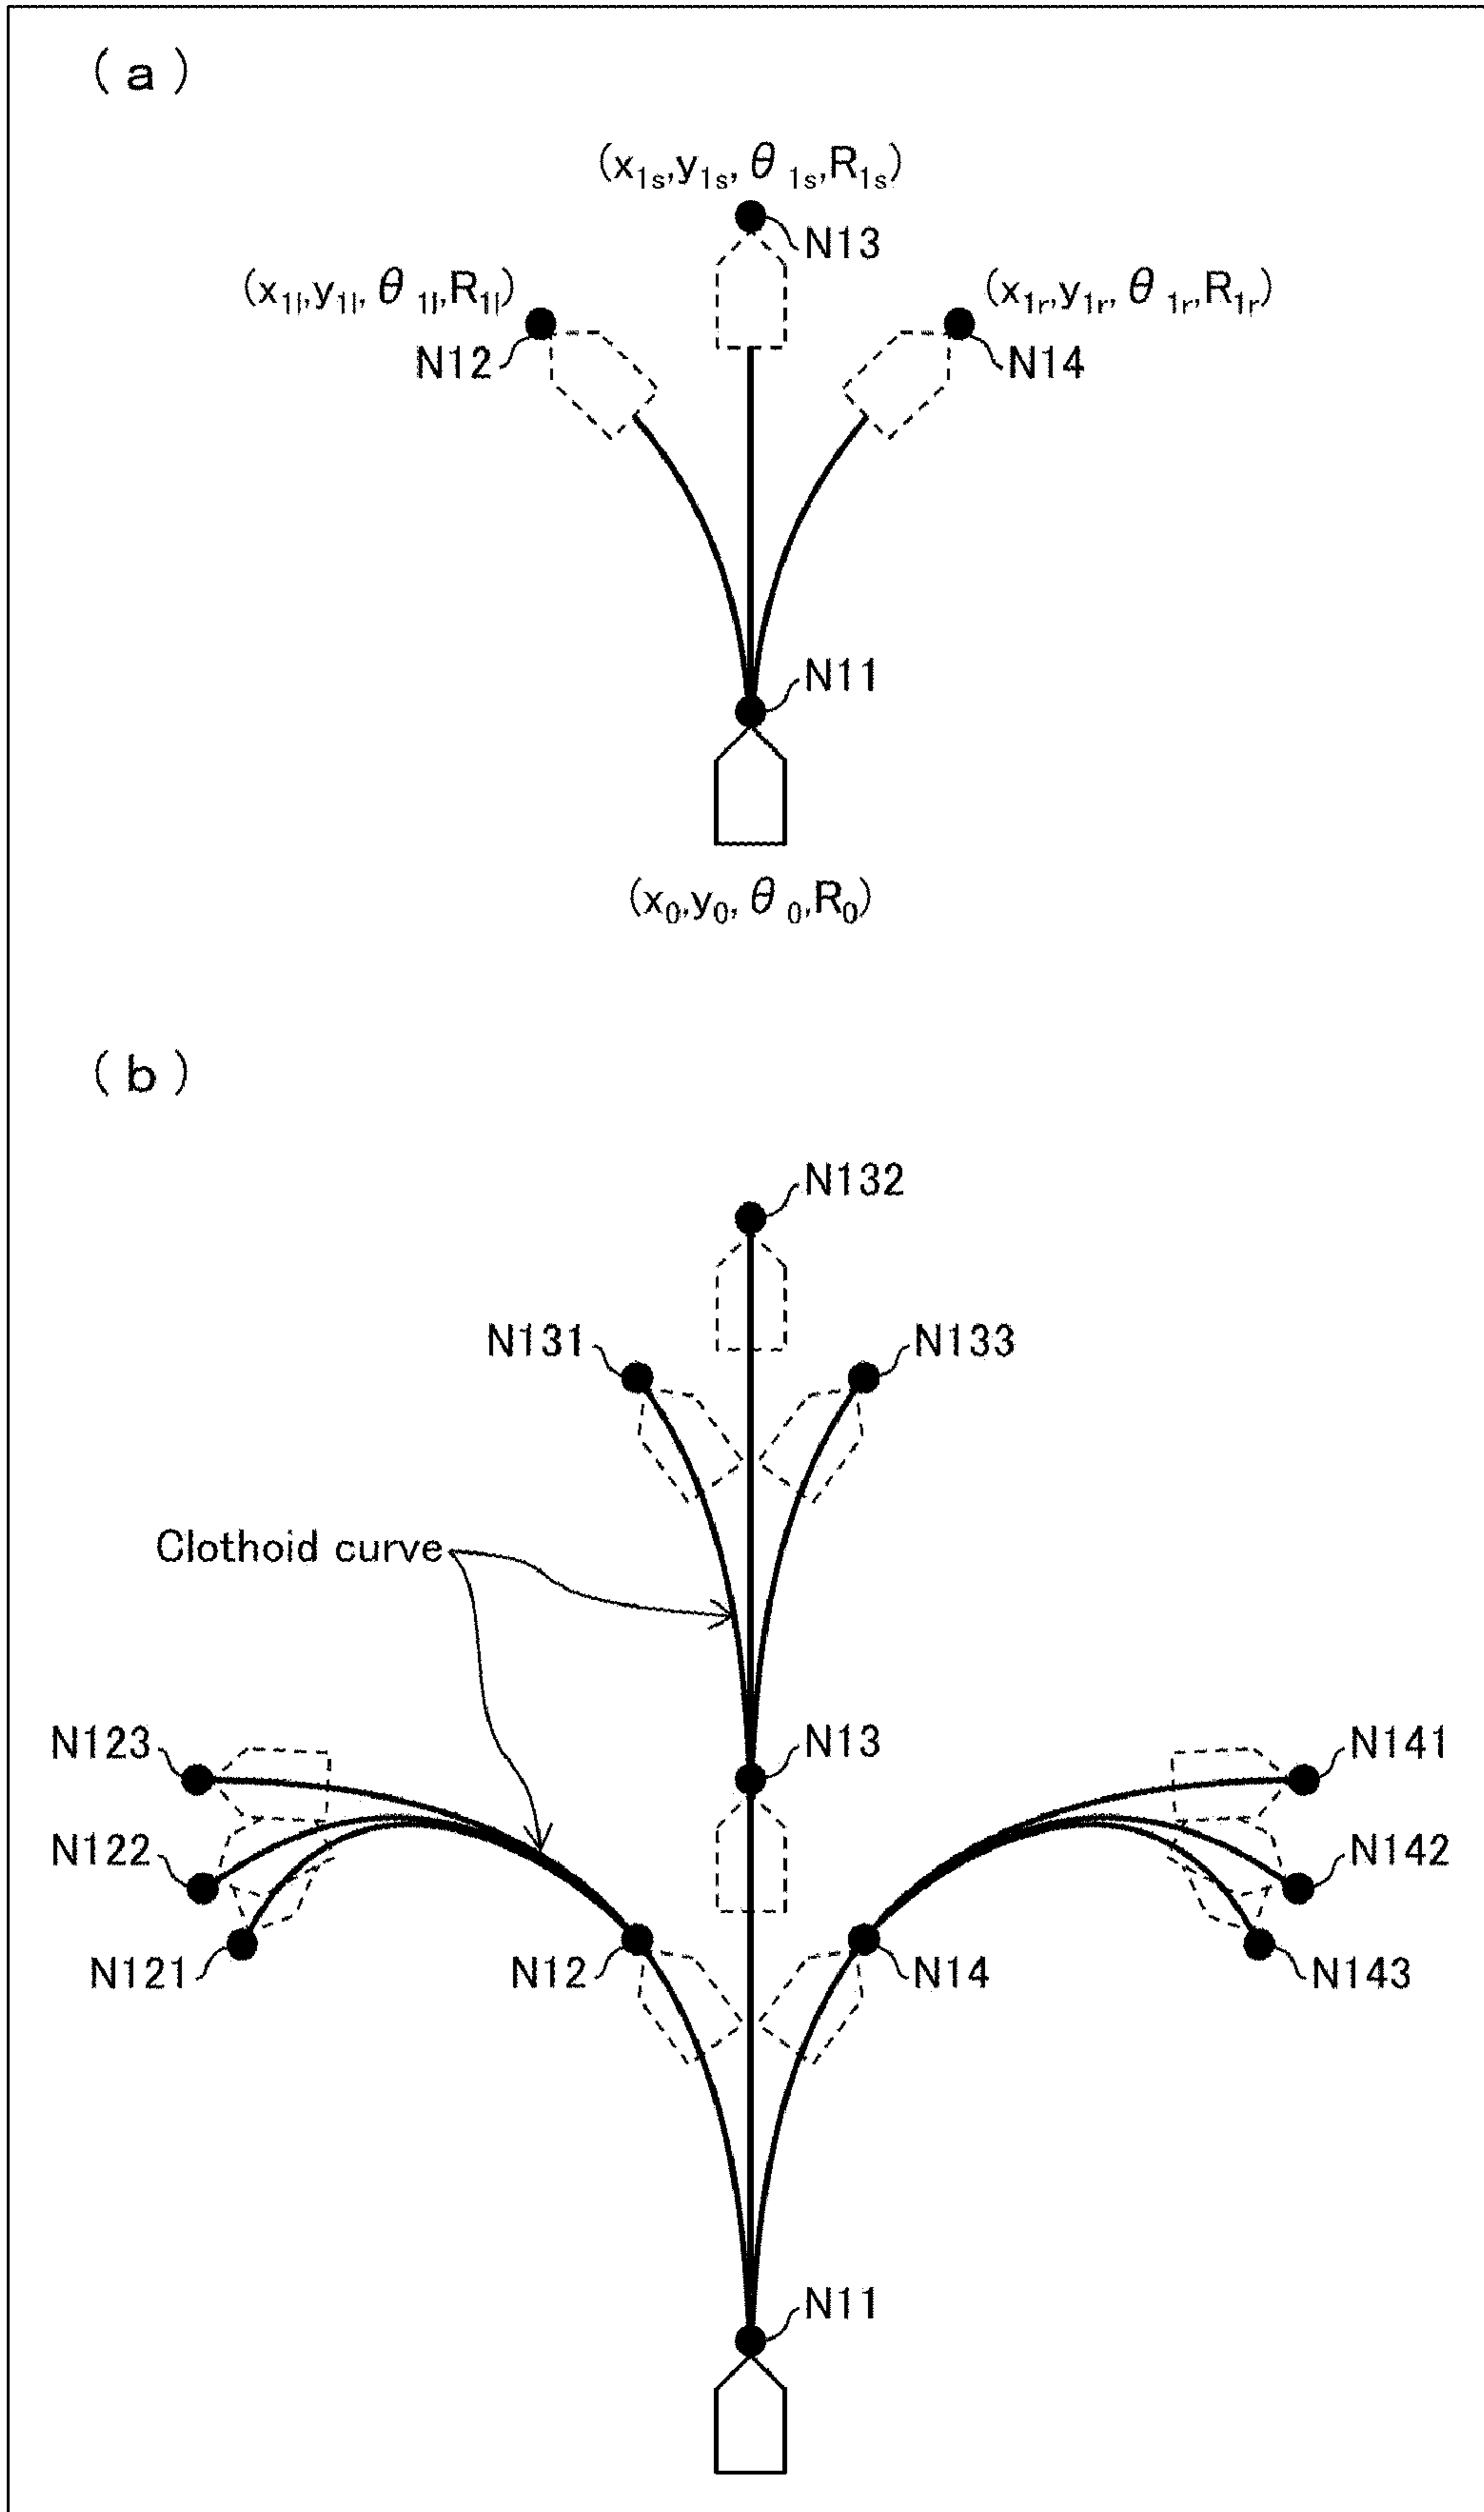 (a)
(x1s,y1s,θ1s,R1s)
N13
(x1l,y1l,θ1l,R1l)
(x1r,y1r,θ1r,R1r)
N12
N14
N11
(x0,y0,θ0,R0)
(b)
N132
N131
N133
Clothoid curve
N123
N13
N141
N122
N142
N121
N12
N14
N143
N11